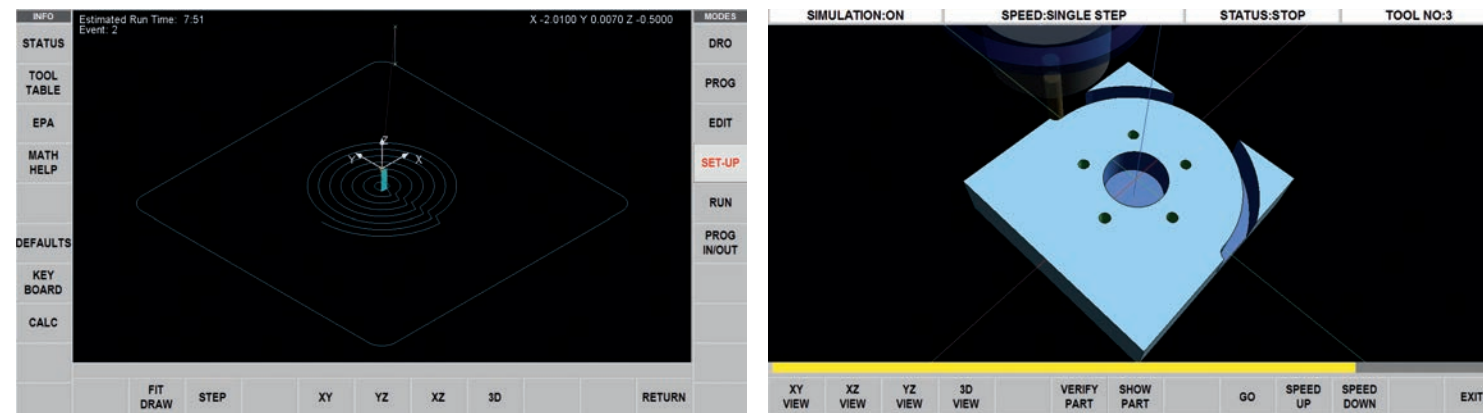 INFO
Estimated Run Time: 7:51
X -2.0100 Y 0.0070 Z -0.5000
MODES
Event: 2
STATUS
TOOL
TABLE
EPA
MATH
HELP
DEFAULTS
KEY
BOARD
CALC
Z
Y
X
DRO
PROG
EDIT
SET-UP
RUN
PROG
IN/OUT
FIT
DRAW
STEP
XY
YZ
XZ
3D
RETURN
SIMULATION:ON
SPEED:SINGLE STEP
STATUS:STOP
TOOL NO:3
XY
VIEW
XZ
VIEW
YZ
VIEW
3D
VIEW
VERIFY
PART
SHOW
PART
GO
SPEED
UP
SPEED
DOWN
EXIT